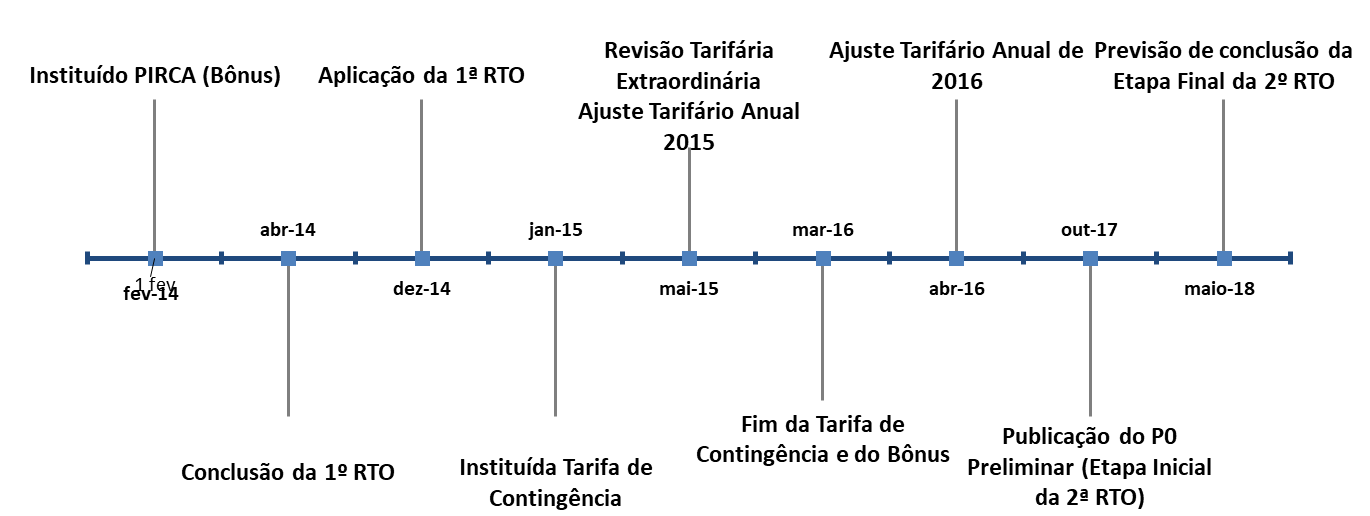 Instituído PIRCA (Bônus)
Aplicação da 1ª RTO
Revisão Tarifária
Extraordinária
Ajuste Tarifário Anual
2015
Ajuste Tarifário Anual de
2016
Previsão de conclusão da
Etapa Final da 2º RTO
abr-14
jan-15
mar-16
out-17
1 fev
fev-14
dez-14
mai-15
abr-16
maio-18
Conclusão da 1º RTO
Instituída Tarifa de
Contingência
Fim da Tarifa de
Contingência e do Bônus
Publicação do P0
Preliminar (Etapa Inicial
da 2ª RTO)